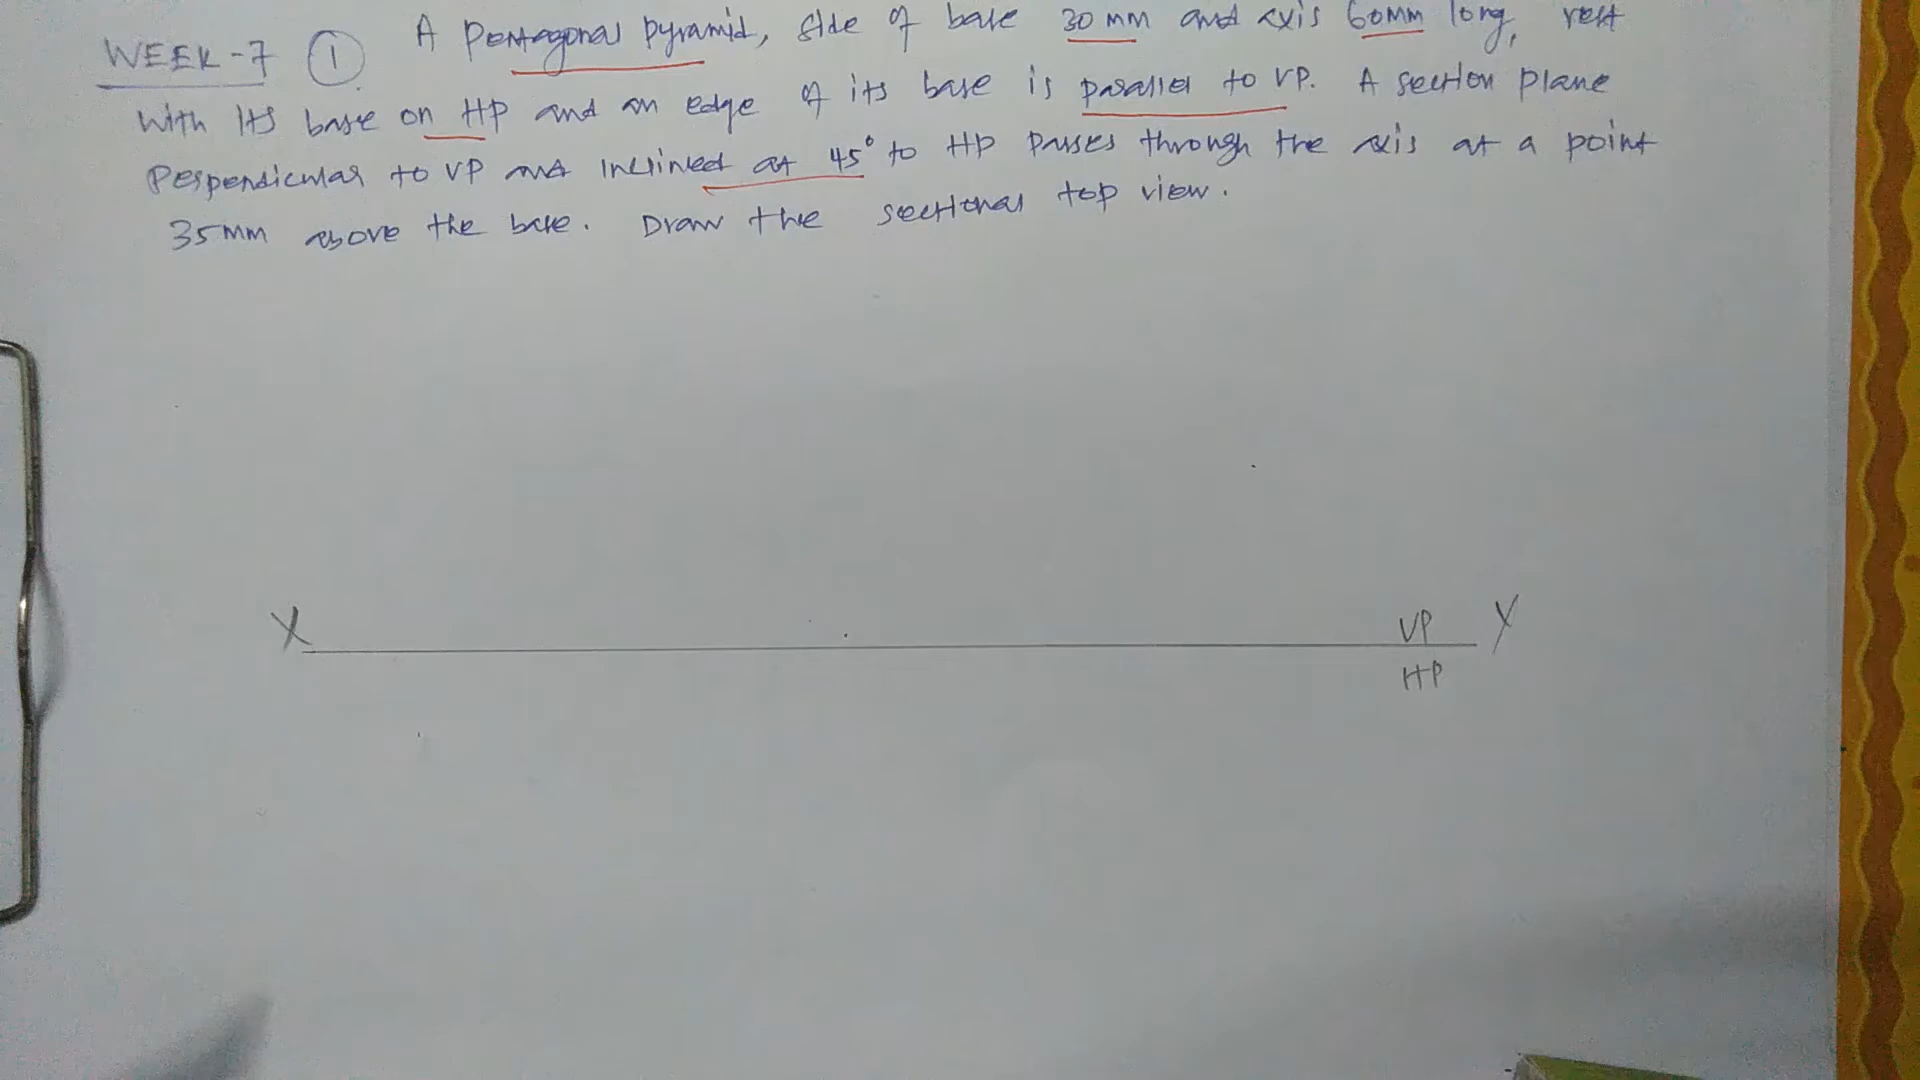 WEEK-7 ① A Pentagonal pyramid, side of base 30 mm and axis 60mm long, rest
with its base on HP and an edge of its base is parallel to VP. A section plane
Perpendicular to VP and inclined at 45° to HP passes through the axis at a point
35mm above the base. Draw the sectional top view.
X VP Y
HP